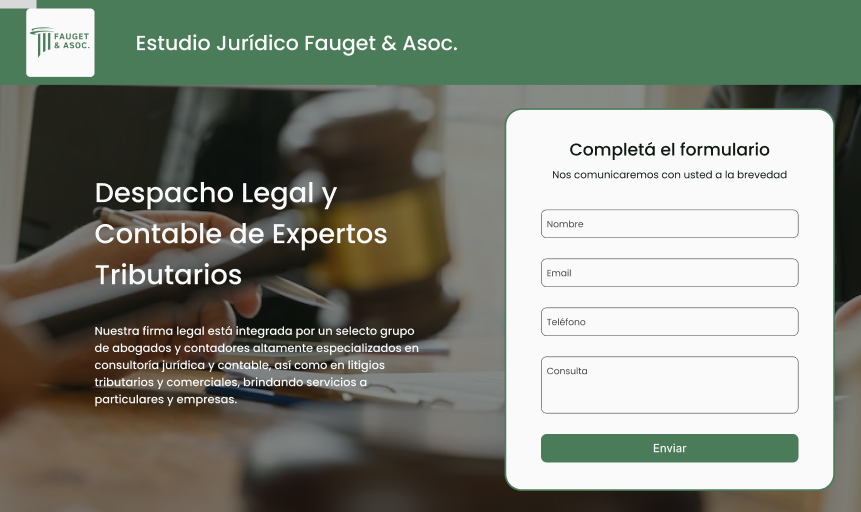 FAUGET
& ASOC.
Estudio Jurídico Fauget & Asoc.
Despacho Legal y
Contable de Expertos
Tributarios
Nuestra firma legal está integrada por un selecto grupo
de abogados y contadores altamente especializados en
consultoría jurídica y contable, así como en litigios
tributarios y comerciales, brindando servicios a
particulares y empresas.
Completá el formulario
Nos comunicaremos con usted a la brevedad
Nombre
Email
Teléfono
Consulta
Enviar